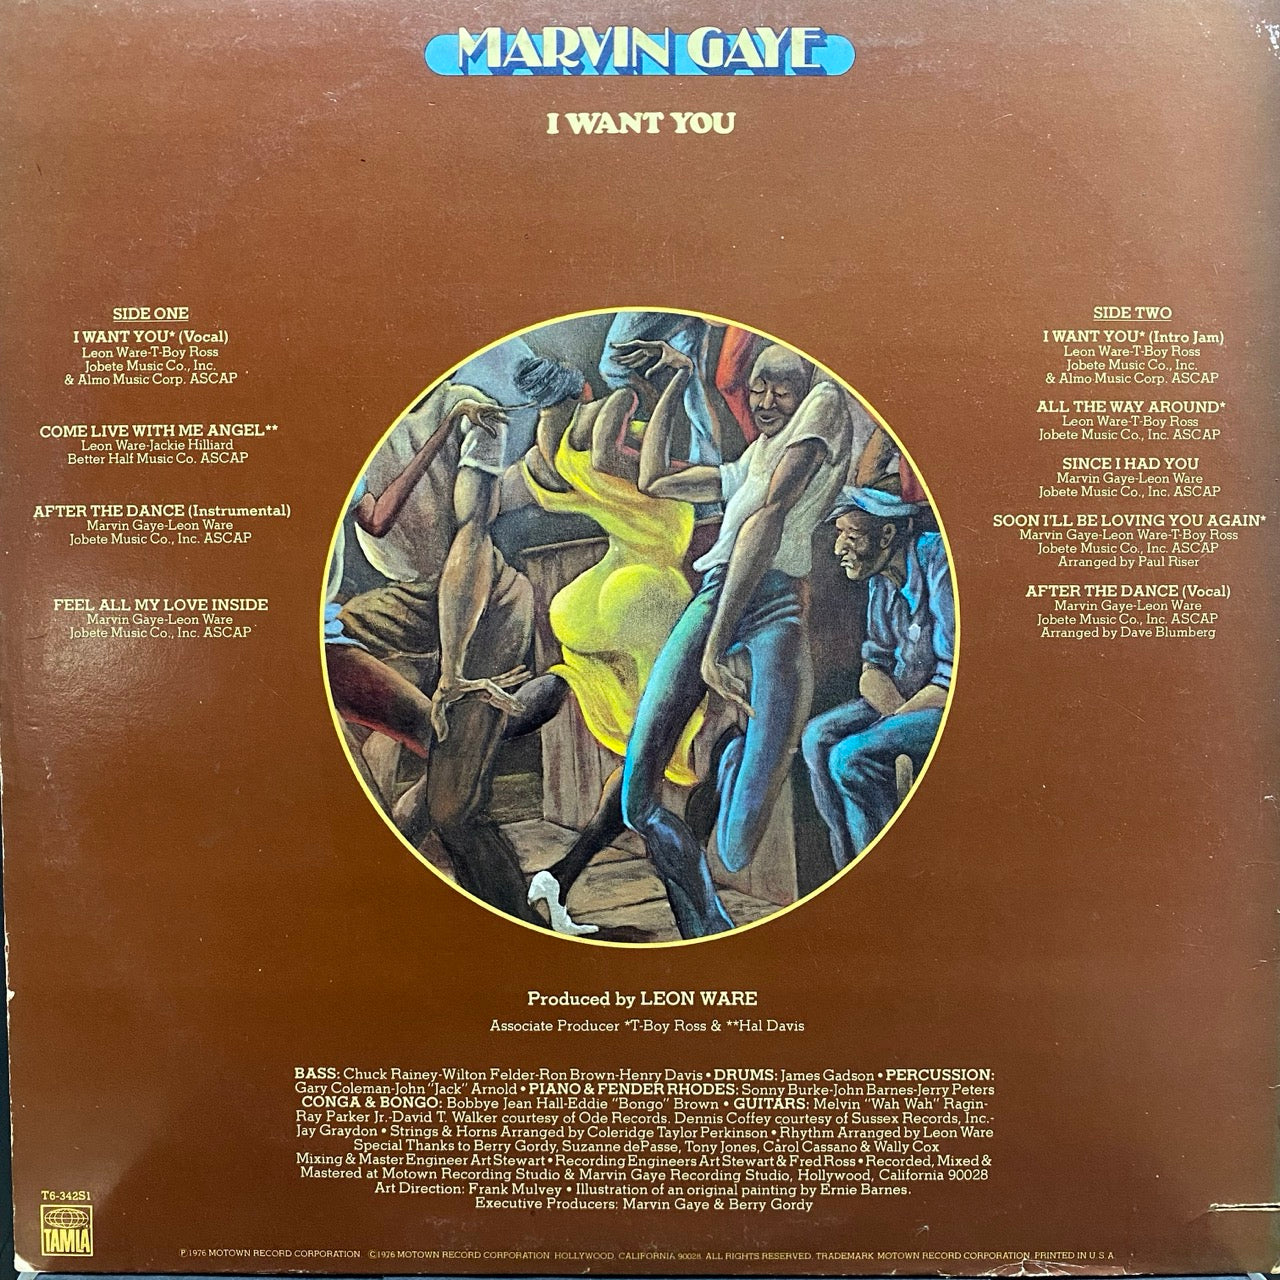 MARVIN GAYE
I WANT YOU
SIDE ONE
I WANT YOU* (Vocal)
Leon Ware-T-Boy Ross
Jobete Music Co., Inc.
& Almo Music Corp. ASCAP
COME LIVE WITH ME ANGEL**
Leon Ware-Jackie Hilliard
Better Half Music Co. ASCAP
AFTER THE DANCE (Instrumental)
Marvin Gaye-Leon Ware
Jobete Music Co., Inc. ASCAP
FEEL ALL MY LOVE INSIDE
Marvin Gaye-Leon Ware
Jobete Music Co., Inc. ASCAP
SIDE TWO
I WANT YOU* (Intro Jam)
Leon Ware-T-Boy Ross
Jobete Music Co., Inc.
& Almo Music Corp. ASCAP
ALL THE WAY AROUND*
Leon Ware-T-Boy Ross
Jobete Music Co., Inc. ASCAP
SINCE I HAD YOU
Marvin Gaye-Leon Ware
Jobete Music Co., Inc. ASCAP
SOON I'LL BE LOVING YOU AGAIN*
Marvin Gaye-Leon Ware-T-Boy Ross
Jobete Music Co., Inc. ASCAP
Arranged by Paul Riser
AFTER THE DANCE (Vocal)
Marvin Gaye-Leon Ware
Jobete Music Co., Inc. ASCAP
Arranged by Dave Blumberg
Produced by LEON WARE
Associate Producer *T-Boy Ross & **Hal Davis
BASS: Chuck Rainey-Wilton Felder-Ron Brown-Henry Davis • DRUMS: James Gadson • PERCUSSION:
Gary Coleman-John "Jack" Arnold • PIANO & FENDER RHODES: Sonny Burke-John Barnes-Jerry Peters
CONGA & BONGO: Bobbye Jean Hall-Eddie "Bongo" Brown • GUITARS: Melvin "Wah Wah" Ragin-
Ray Parker Jr.-David T. Walker courtesy of Ode Records. Dennis Coffey courtesy of Sussex Records, Inc.-
Jay Graydon • Strings & Horns Arranged by Coleridge Taylor Perkinson • Rhythm Arranged by Leon Ware
Special Thanks to Berry Gordy, Suzanne dePasse, Tony Jones, Carol Cassano & Wally Cox
Mixing & Master Engineer Art Stewart • Recording Engineers Art Stewart & Fred Ross • Recorded, Mixed &
Mastered at Motown Recording Studio & Marvin Gaye Recording Studio, Hollywood, California 90028
Art Direction: Frank Mulvey • Illustration of an original painting by Ernie Barnes.
Executive Producers: Marvin Gaye & Berry Gordy
T6-342S1
TAMLA
℗ 1976 MOTOWN RECORD CORPORATION. © 1976 MOTOWN RECORD CORPORATION, HOLLYWOOD, CALIFORNIA 90028. ALL RIGHTS RESERVED. TRADEMARK MOTOWN RECORD CORPORATION. PRINTED IN U.S.A.